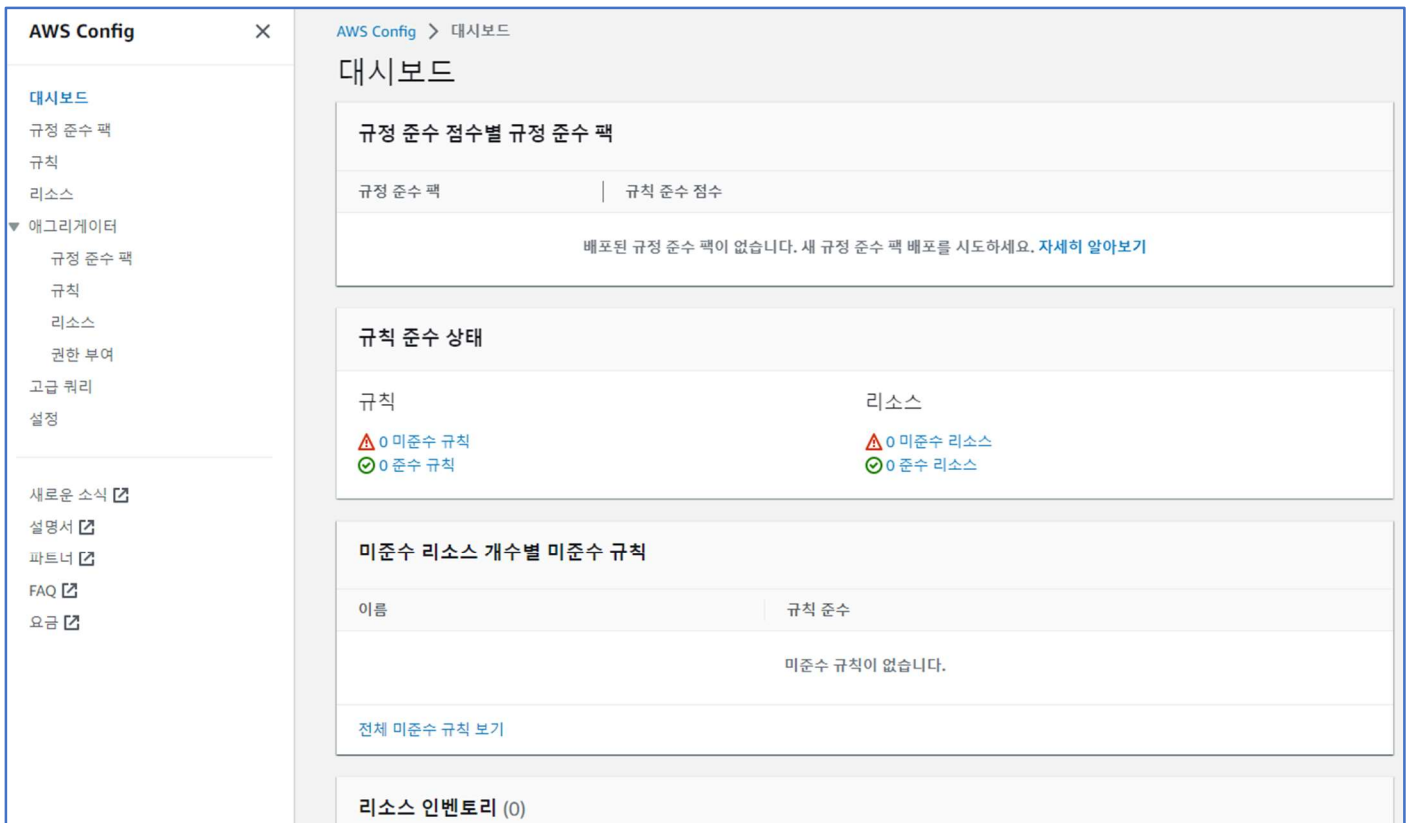 AWS Config
대시보드
규정 준수 팩
규칙
리소스
애그리게이터
규정 준수 팩
규칙
리소스
권한 부여
고급 쿼리
설정
새로운 소식
설명서
파트너
FAQ
요금
AWS Config > 대시보드
대시보드
규정 준수 점수별 규정 준수 팩
규정 준수 팩 규칙 준수 점수
배포된 규정 준수 팩이 없습니다. 새 규정 준수 팩 배포를 시도하세요. 자세히 알아보기
규칙 준수 상태
규칙 리소스
0 미준수 규칙 0 미준수 리소스
0 준수 규칙 0 준수 리소스
미준수 리소스 개수별 미준수 규칙
이름 규칙 준수
미준수 규칙이 없습니다.
전체 미준수 규칙 보기
리소스 인벤토리 (0)